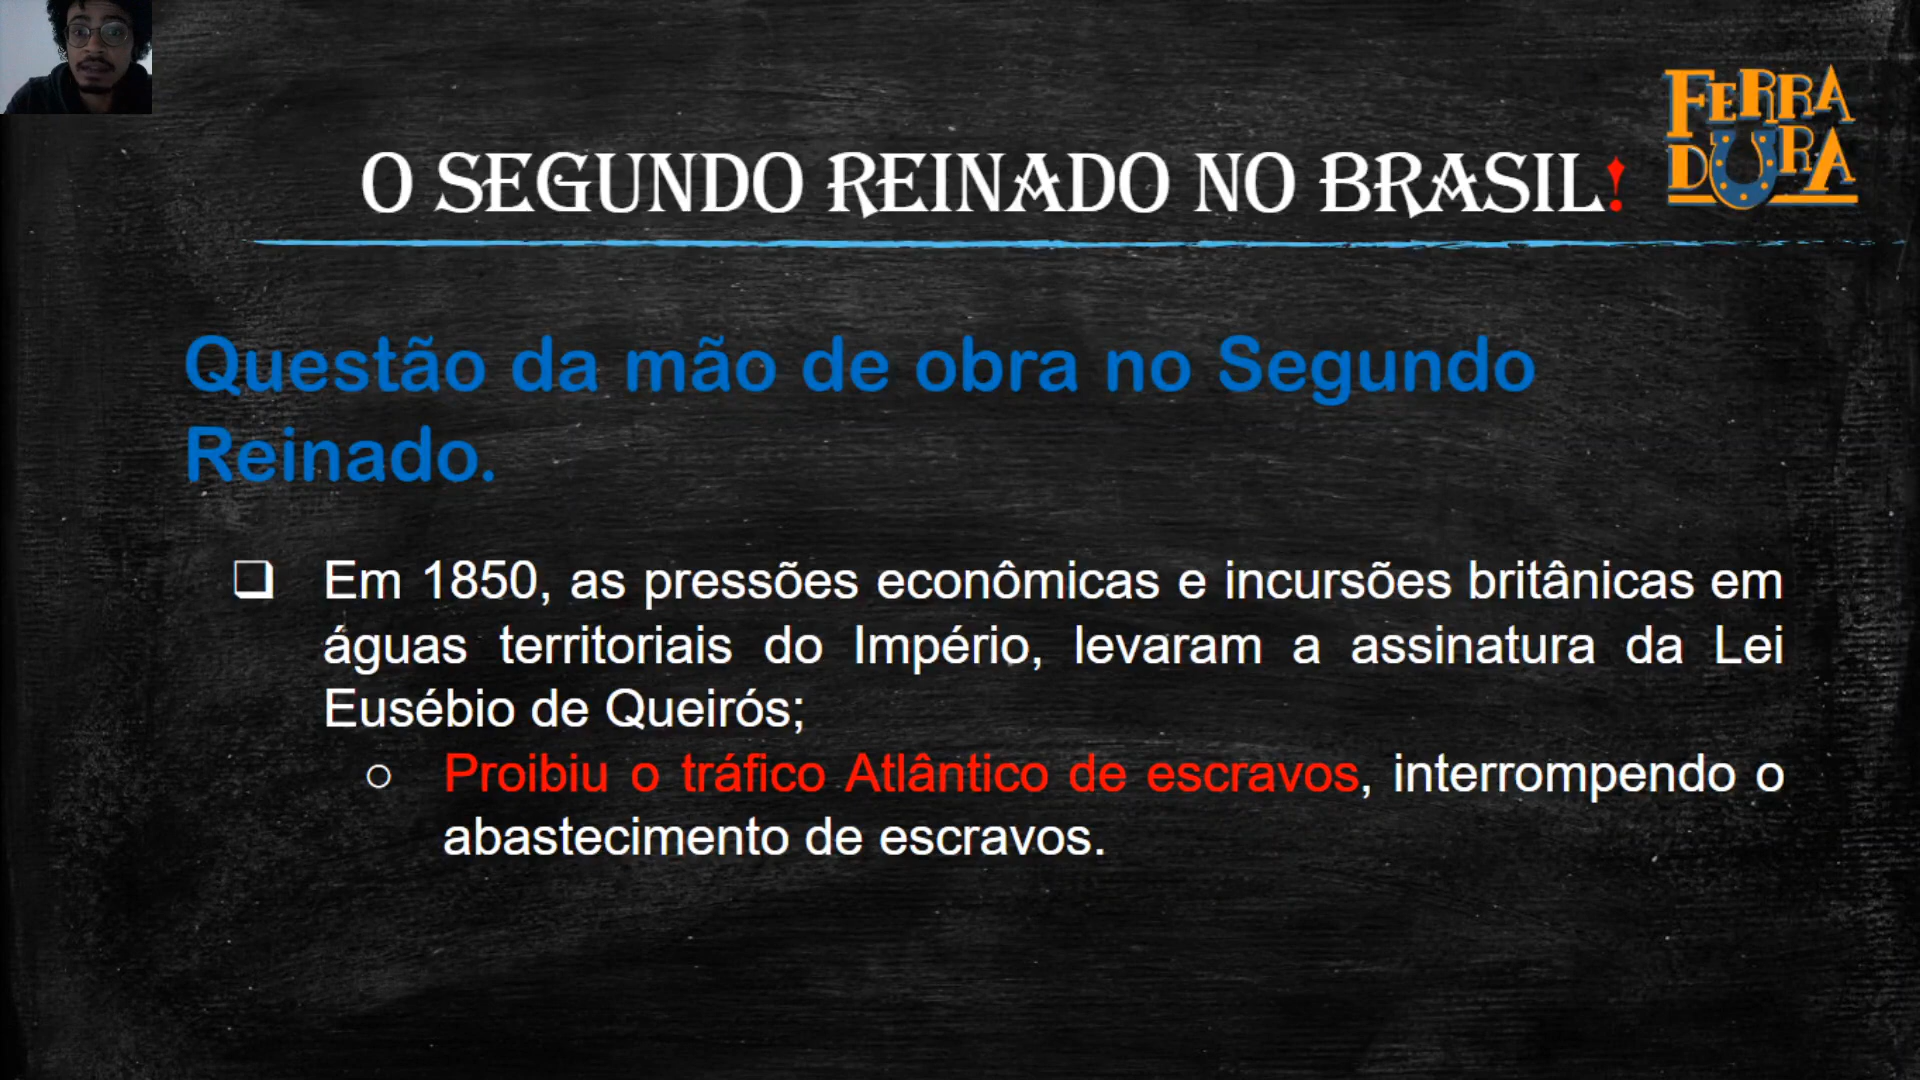 FERRA
DURA
O SEGUNDO REINADO NO BRASIL!
Questão da mão de obra no Segundo
Reinado.
Em 1850, as pressões econômicas e incursões britânicas em
águas territoriais do Império, levaram a assinatura da Lei
Eusébio de Queirós;
Proibiu o tráfico Atlântico de escravos, interrompendo o
abastecimento de escravos.